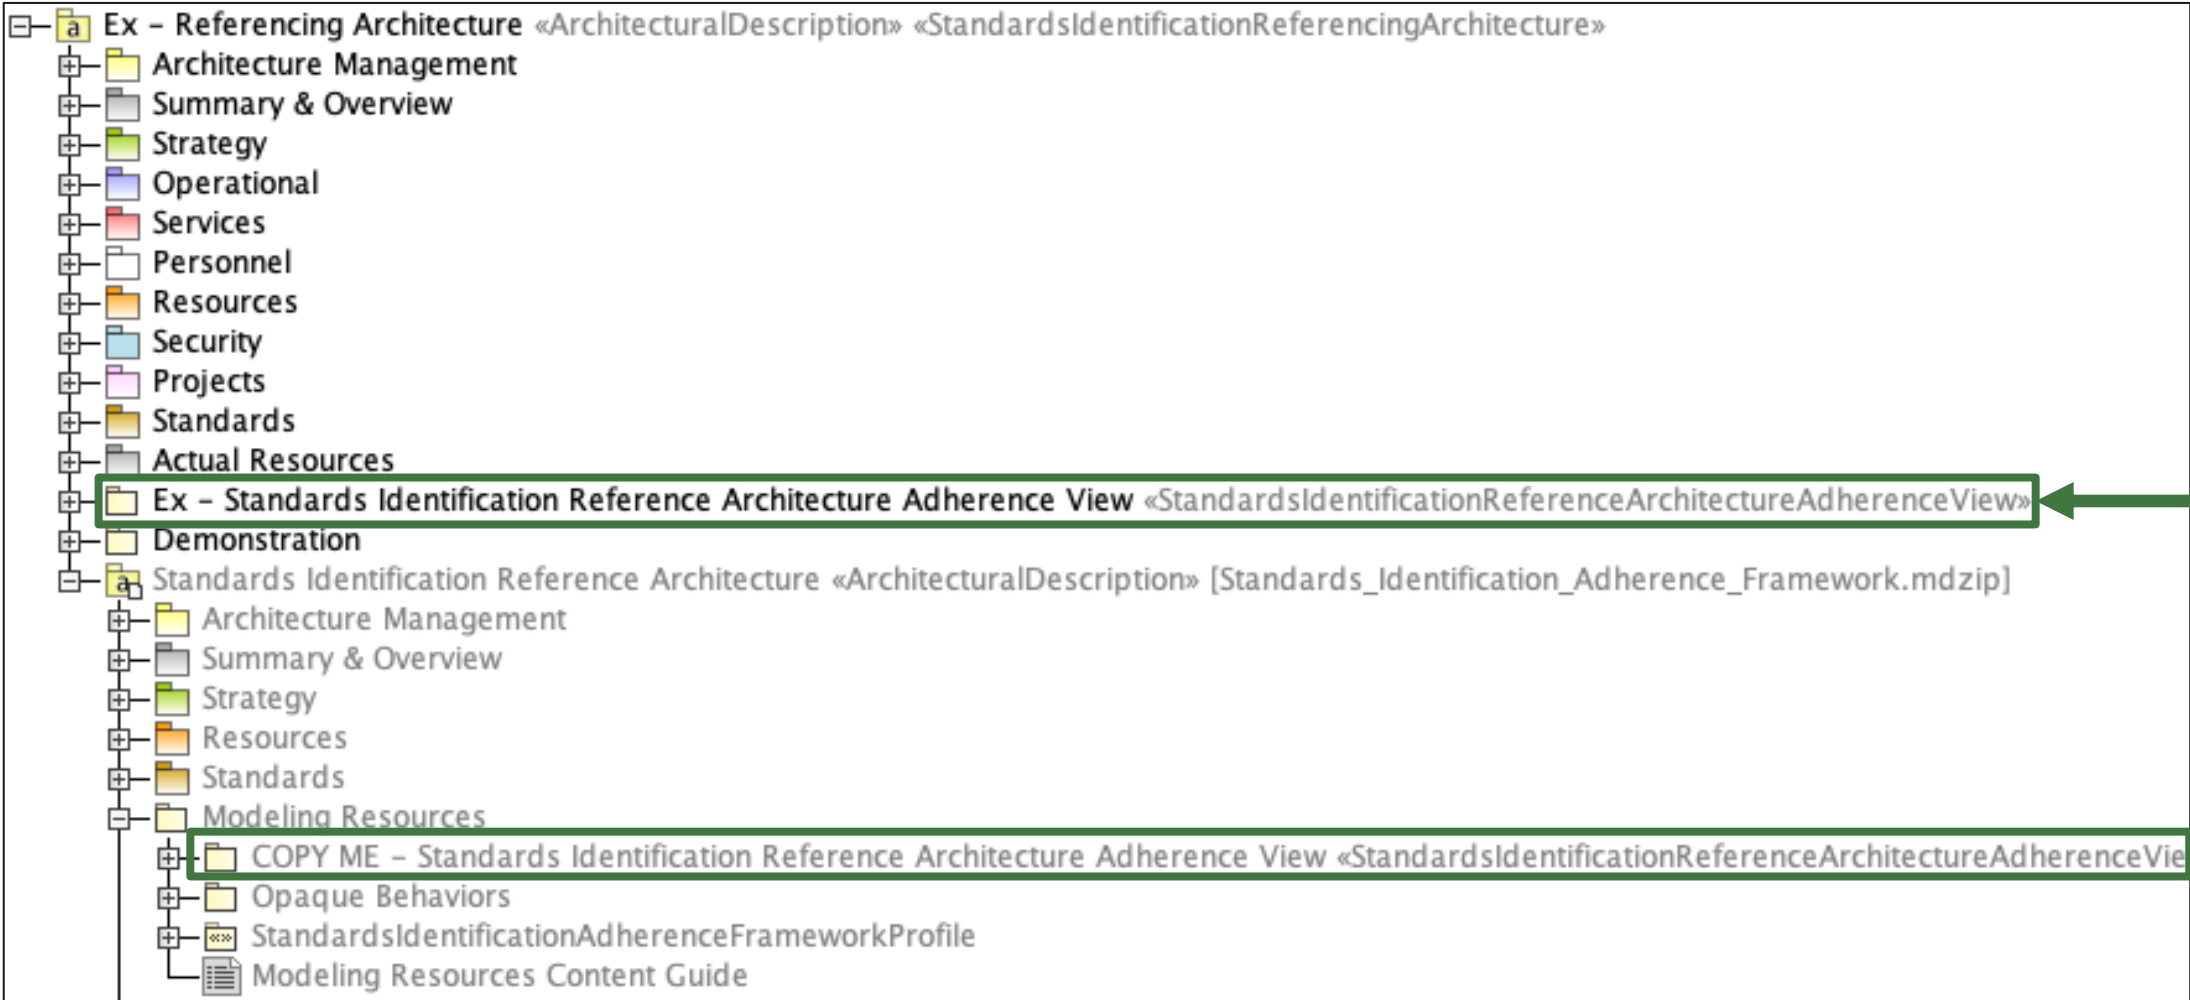 Ex – Referencing Architecture «ArchitecturalDescription» «StandardsIdentificationReferencingArchitecture»
Architecture Management
Summary & Overview
Strategy
Operational
Services
Personnel
Resources
Security
Projects
Standards
Actual Resources
Ex – Standards Identification Reference Architecture Adherence View «StandardsIdentificationReferenceArchitectureAdherenceView»
Demonstration
Standards Identification Reference Architecture «ArchitecturalDescription» [Standards_Identification_Adherence_Framework.mdzip]
Architecture Management
Summary & Overview
Strategy
Resources
Standards
Modeling Resources
COPY ME – Standards Identification Reference Architecture Adherence View «StandardsIdentificationReferenceArchitectureAdherenceVie
Opaque Behaviors
StandardsIdentificationAdherenceFrameworkProfile
Modeling Resources Content Guide